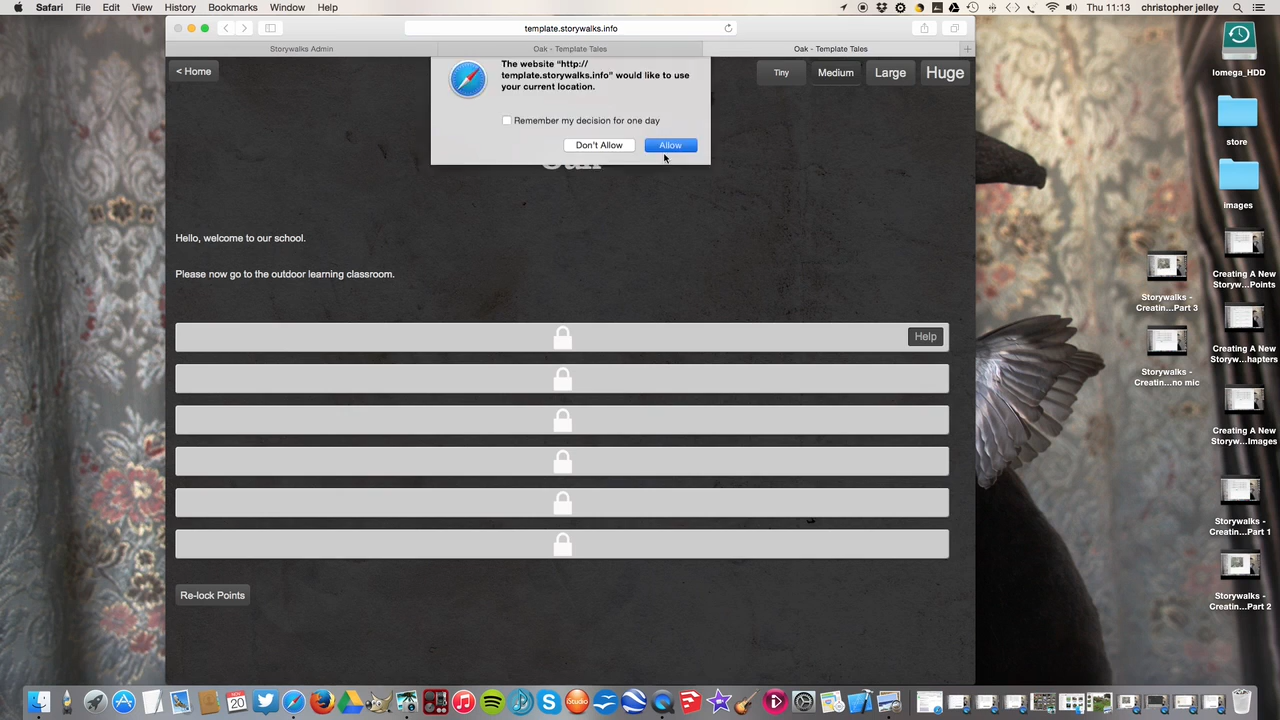 Safari File Edit View History Bookmarks Window Help
Thu 11:13 christopher jelley
template.storywalks.info
Storywalks Admin
Oak - Template Tales
Oak - Template Tales
< Home
The website “http://
template.storywalks.info” would like to use
your current location.
Remember my decision for one day
Don't Allow
Allow
Tiny
Medium
Large
Huge
Hello, welcome to our school.
Please now go to the outdoor learning classroom.
Help
Re-lock Points
Iomega_HDD
store
images
Creating A New
Storyw...Points
Storywalks -
Creatin...Part 3
Creating A New
Storyw...hapters
Storywalks -
Creatin...no mic
Creating A New
Storyw...Images
Storywalks -
Creatin...Part 1
Storywalks -
Creatin...Part 2
NOV
20
iStudio